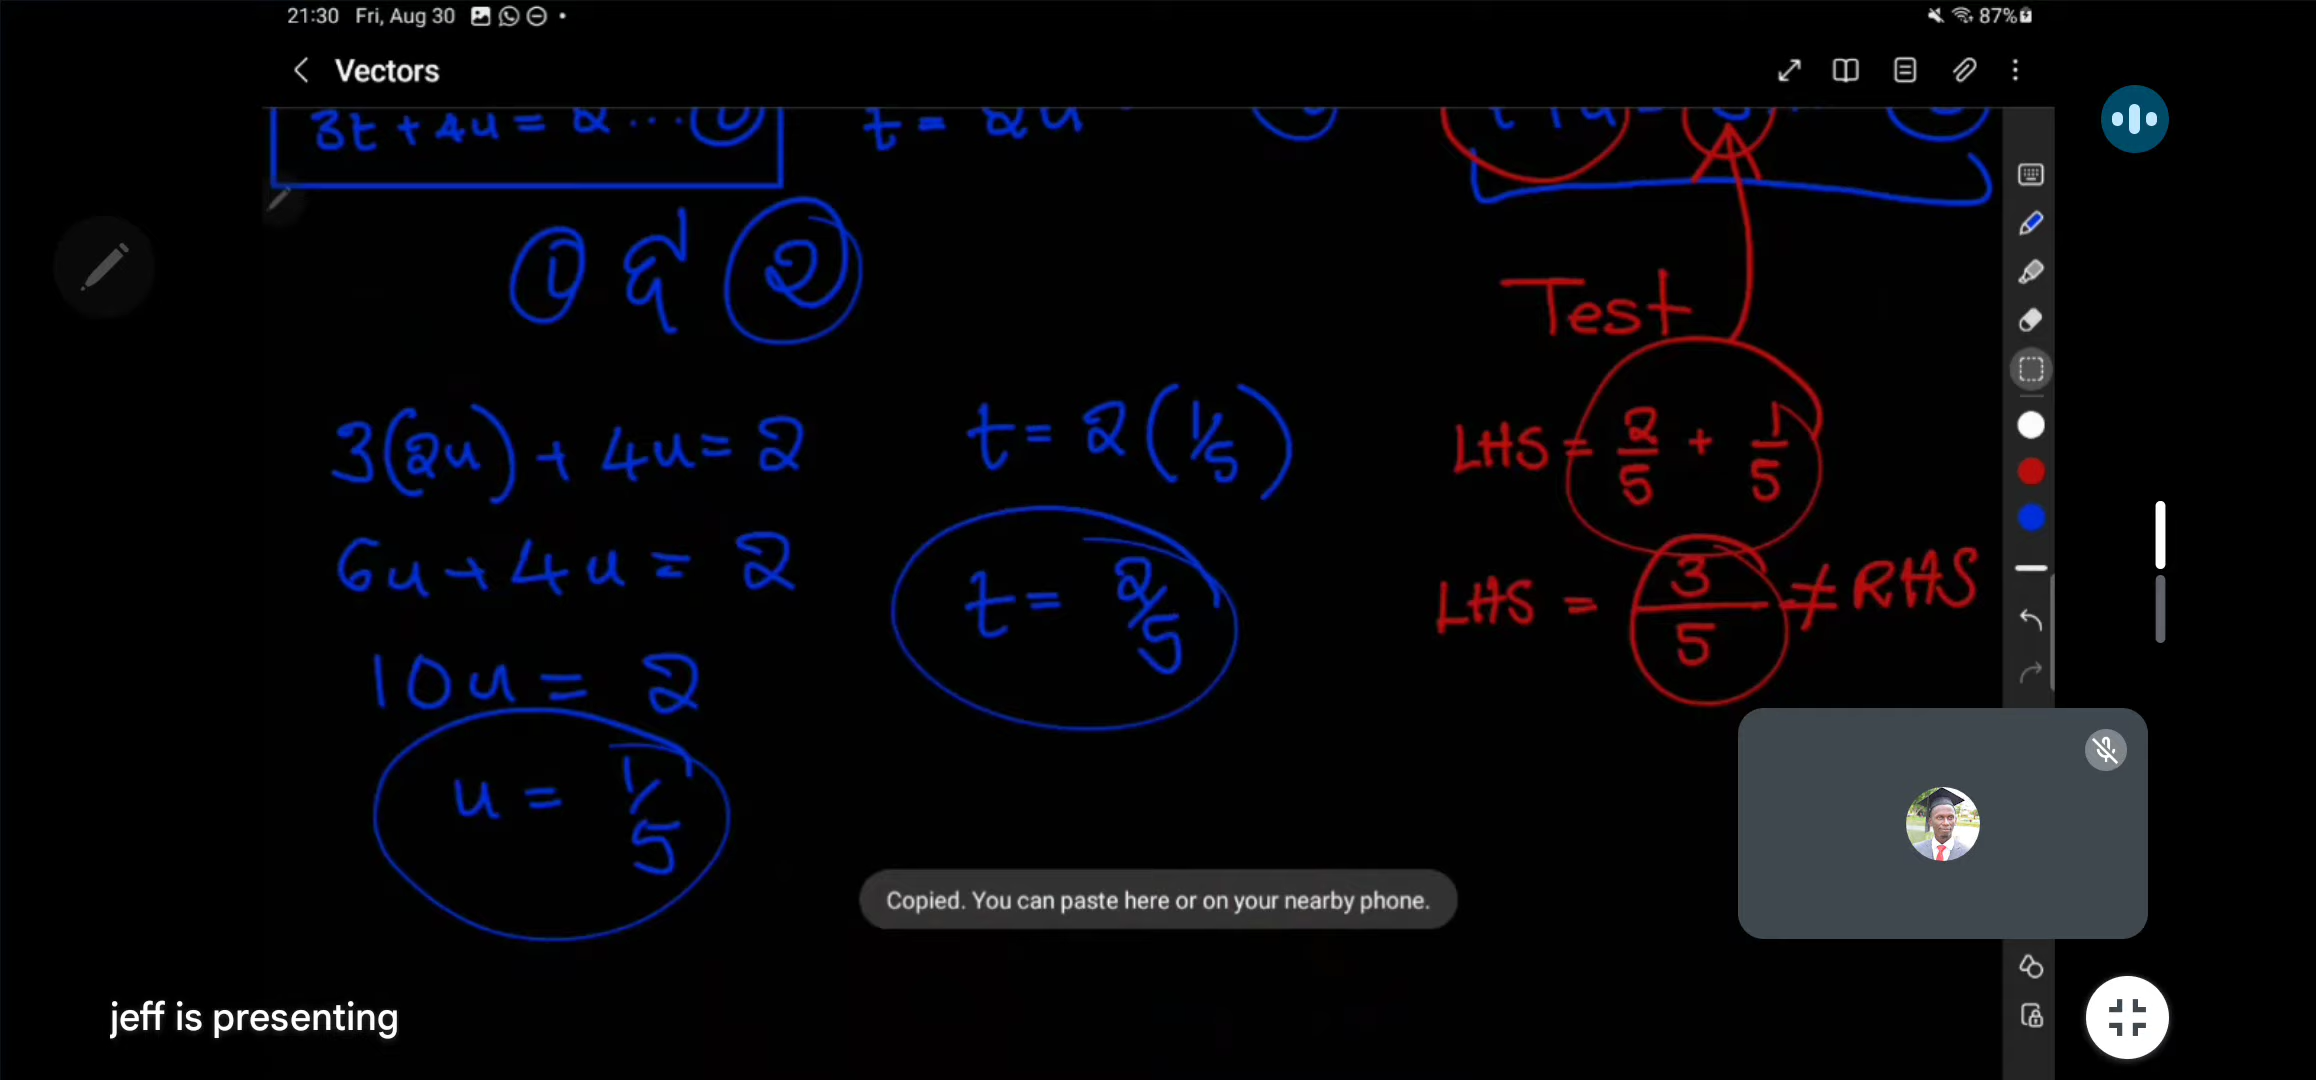 21:30 Fri, Aug 30
87%
Vectors
3t + 4u = 2 ...
t = 2u
① & ②
Test
3(2u) + 4u = 2
t = 2(1/5)
LHS = 2/5 + 1/5
6u + 4u = 2
t = 2/5
LHS = 3/5 ≠ RHS
10u = 2
u = 1/5
Copied. You can paste here or on your nearby phone.
jeff is presenting